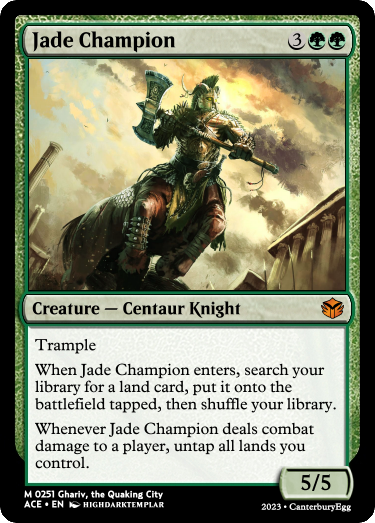 Jade Champion 3
Creature — Centaur Knight
Trample
When Jade Champion enters, search your
library for a land card, put it onto the
battlefield tapped, then shuffle your library.
Whenever Jade Champion deals combat
damage to a player, untap all lands you
control.
5/5
M 0251 Ghariv, the Quaking City
ACE • EN HIGHDARKTEMPLAR
2023 • CanterburyEgg